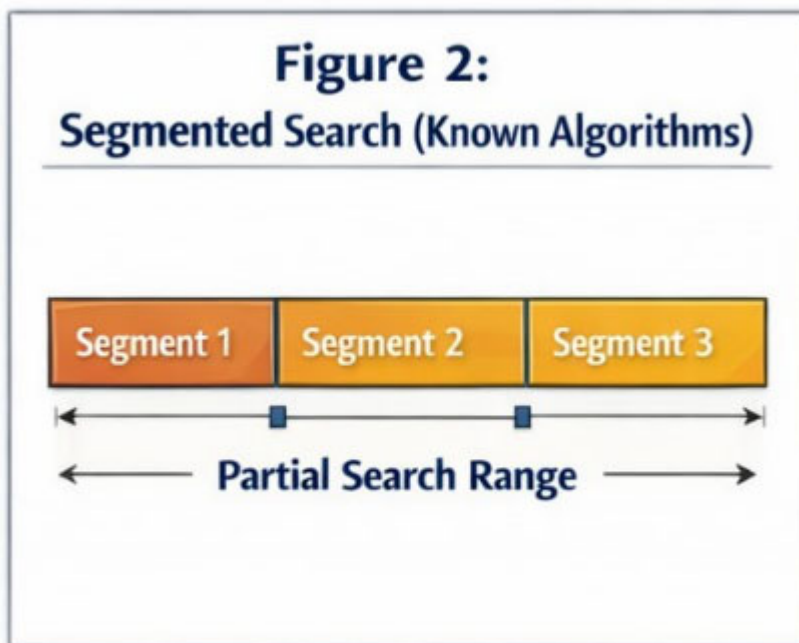 Figure 2:
Segmented Search (Known Algorithms)
Segment 1 Segment 2 Segment 3
Partial Search Range